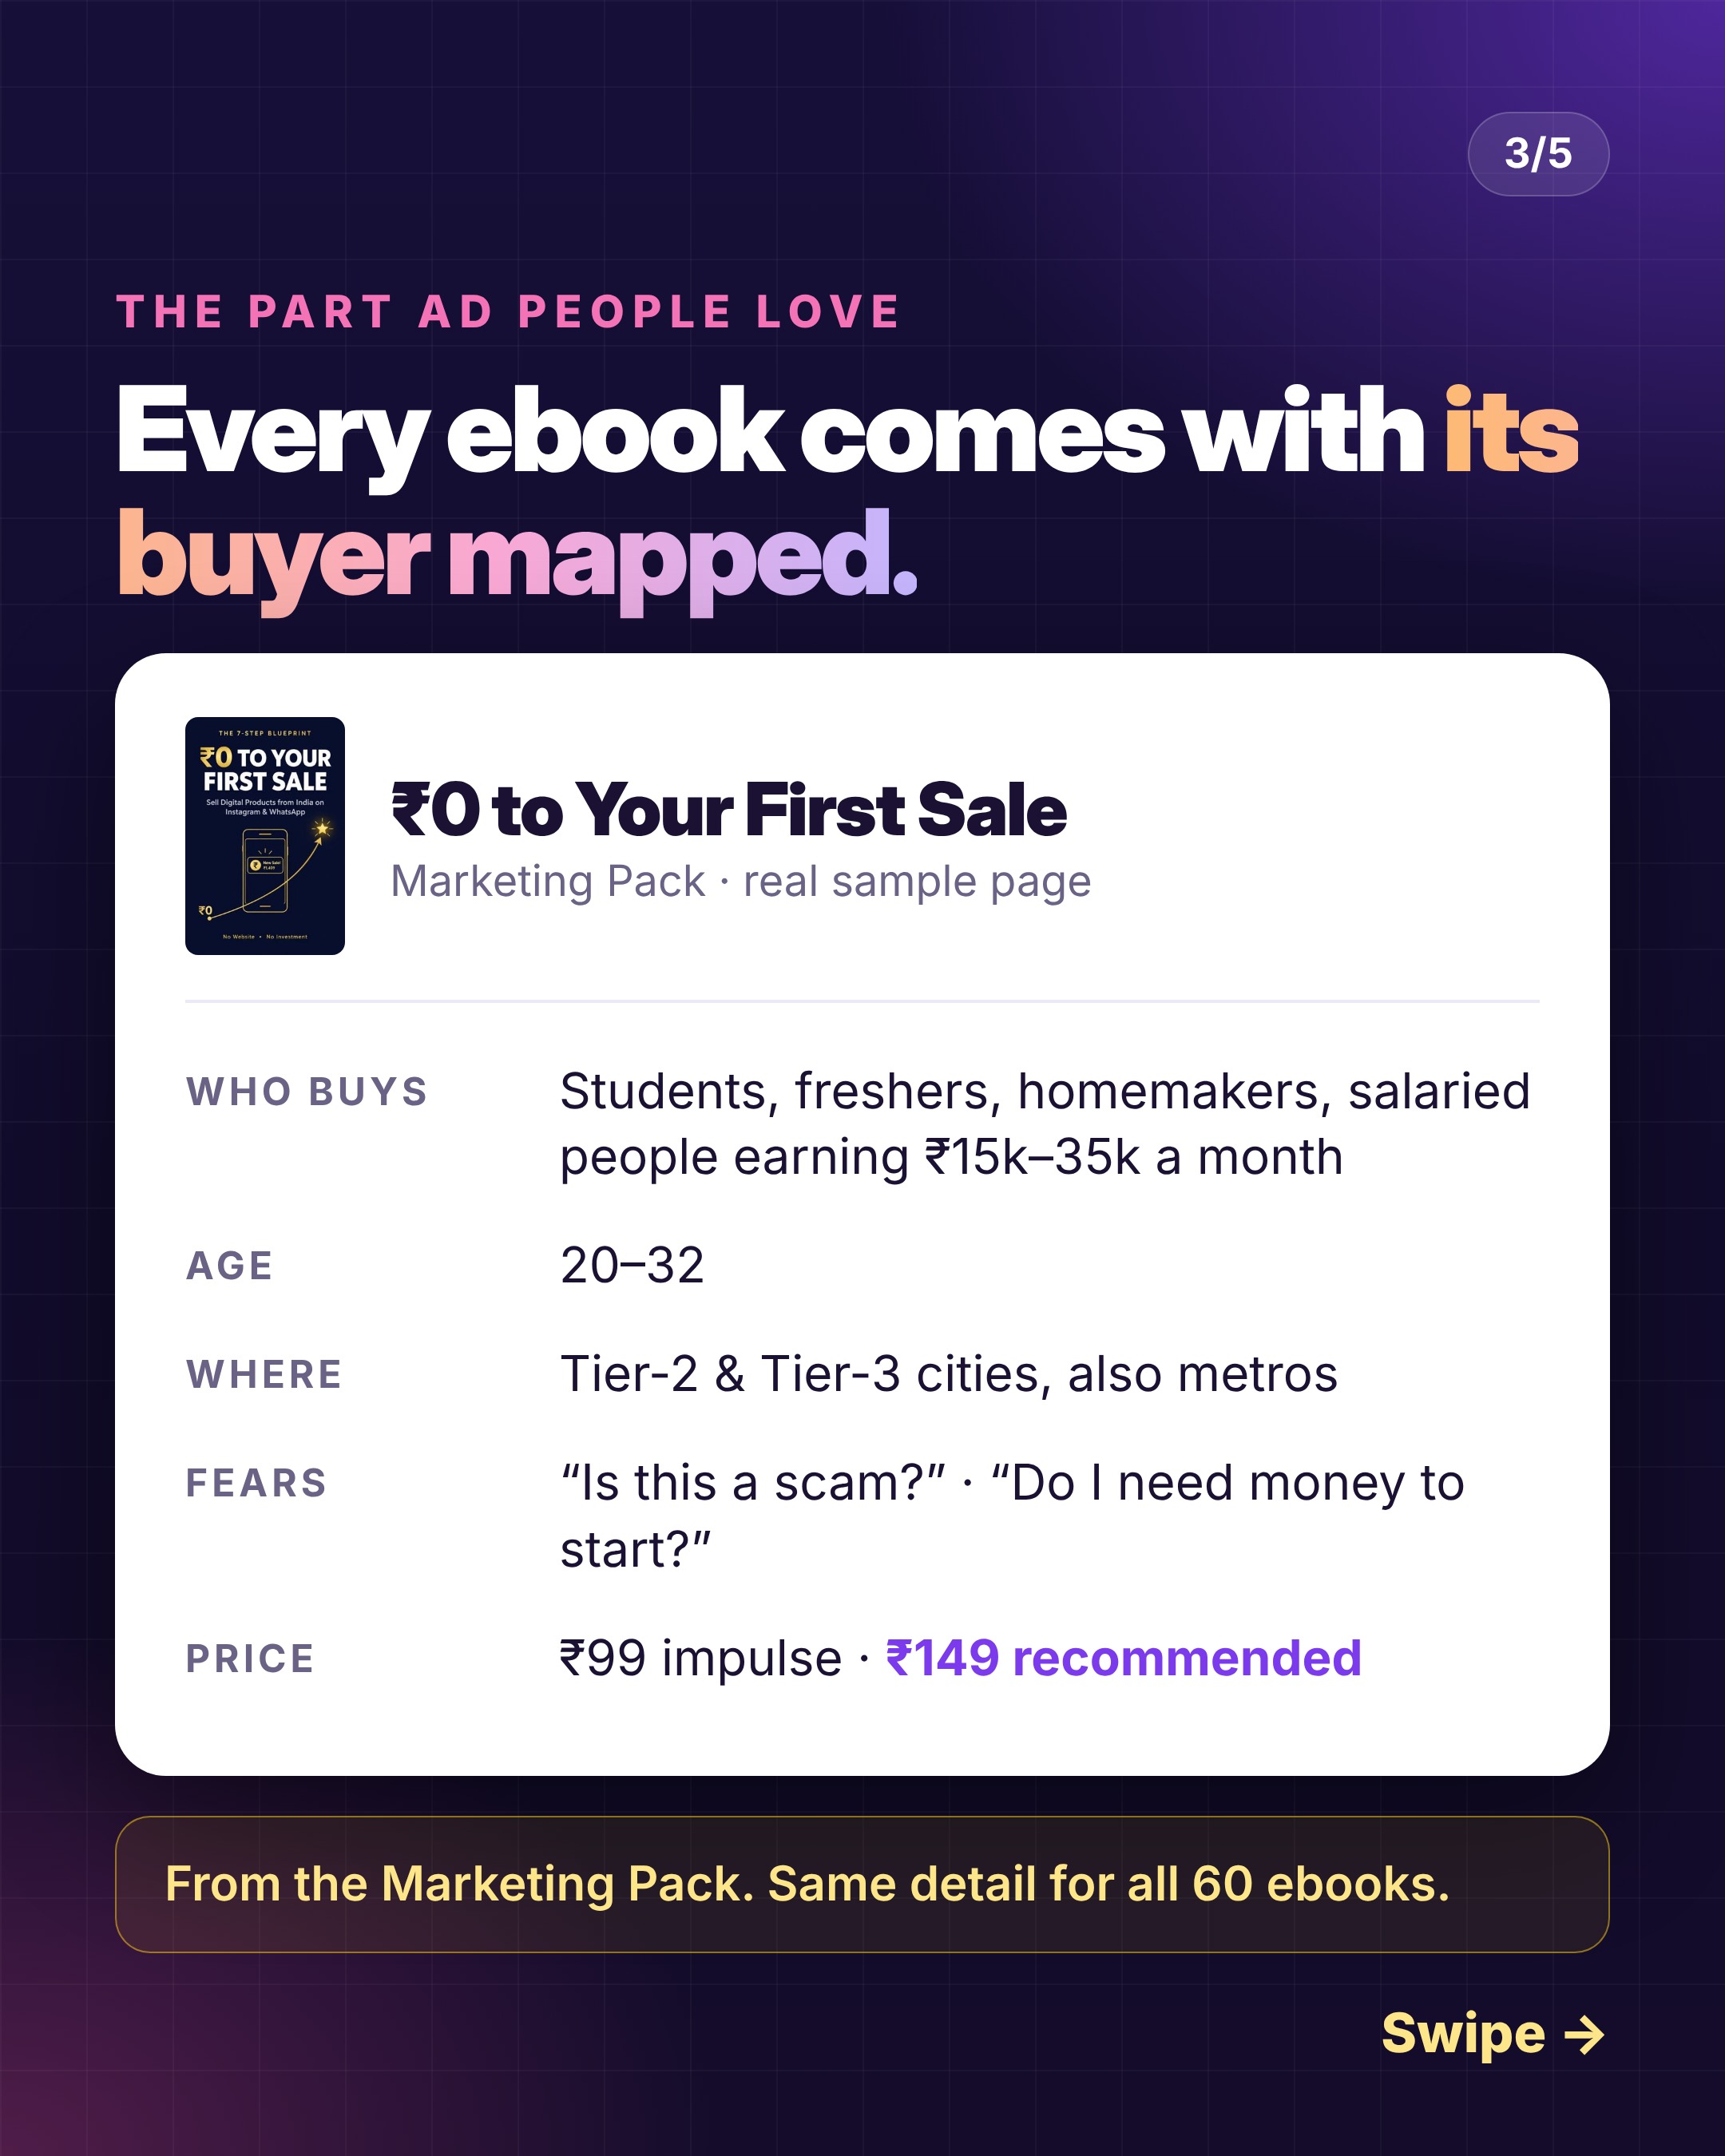 3/5
THE PART AD PEOPLE LOVE
Every ebook comes with its
buyer mapped.
THE 7-STEP BLUEPRINT
₹0 TO YOUR
FIRST SALE
Sell Digital Products from India on
Instagram & WhatsApp
₹0
No Website • No Investment
₹0 to Your First Sale
Marketing Pack · real sample page
WHO BUYS
Students, freshers, homemakers, salaried
people earning ₹15k–35k a month
AGE
20–32
WHERE
Tier-2 & Tier-3 cities, also metros
FEARS
“Is this a scam?” · “Do I need money to
start?”
PRICE
₹99 impulse · ₹149 recommended
From the Marketing Pack. Same detail for all 60 ebooks.
Swipe →